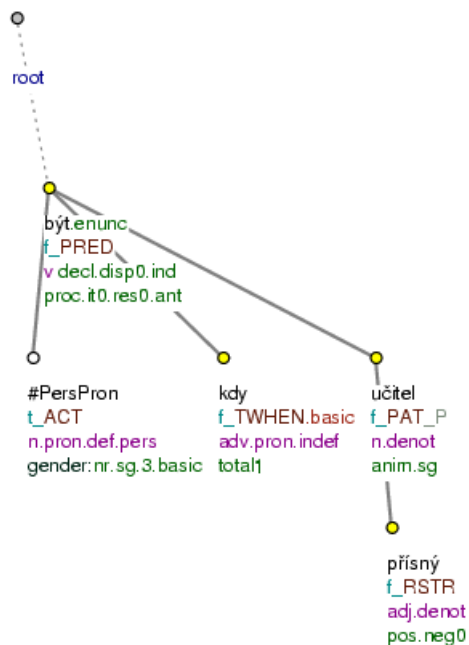 root
být.enunc
f_PRED
v decl.disp0.ind
proc.it0.res0.ant
#PersPron
t_ACT
n.pron.def.pers
gender:nr.sg.3.basic
kdy
f_TWHEN.basic
adv.pron.indef
total1
učitel
f_PAT_P
n.denot
anim.sg
přísný
f_RSTR
adj.denot
pos.neg0